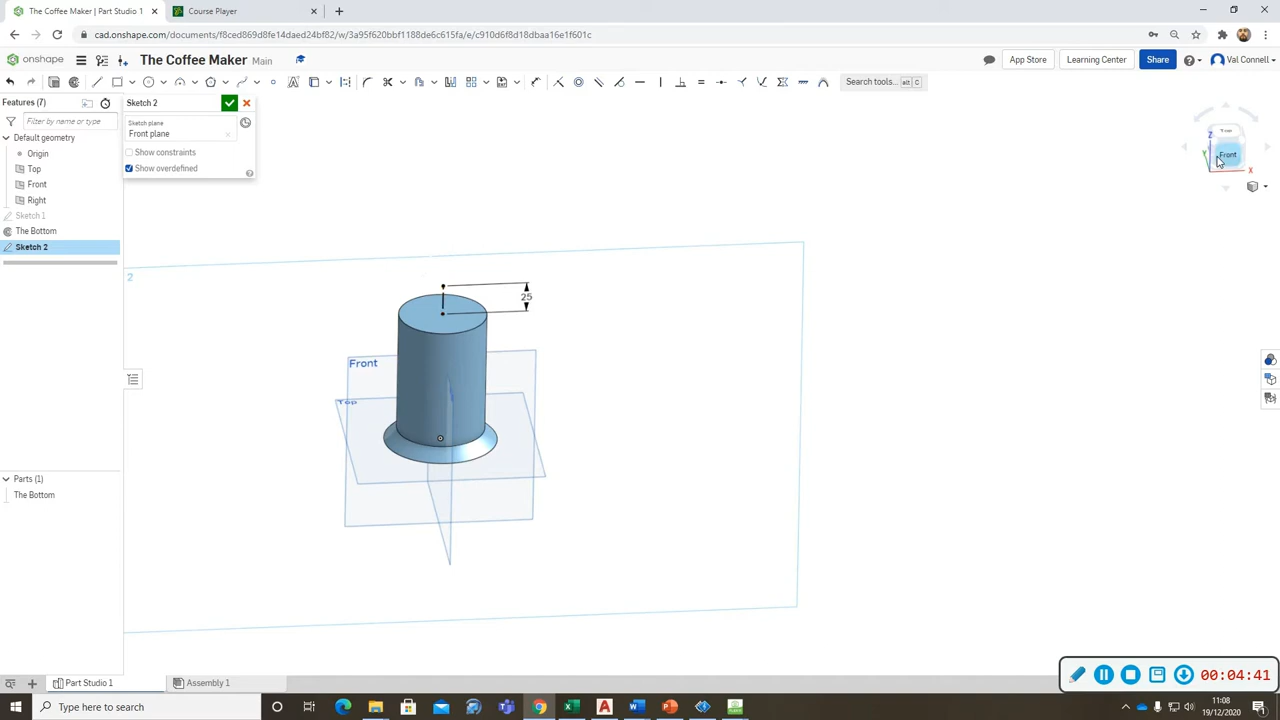 The Coffee Maker | Part Studio 1
Course Player
cad.onshape.com/documents/f8ced869d8fe14daed24bf82/w/3a95f620bbf1188de6c6515fa/e/c910d6f8d18dbaa16e1f601c
onshape
The Coffee Maker
Main
App Store
Learning Center
Share
Val Connell
Search tools...
alt
C
Features (7)
Filter by name or type
Default geometry
Origin
Top
Front
Right
Sketch 1
The Bottom
Sketch 2
Sketch 2
Sketch plane
Front plane
Show constraints
Show overdefined
2
25
Front
Top
Top
Front
Z
Y
X
Parts (1)
The Bottom
Part Studio 1
Assembly 1
00:04:41
Type here to search
11:08
19/12/2020